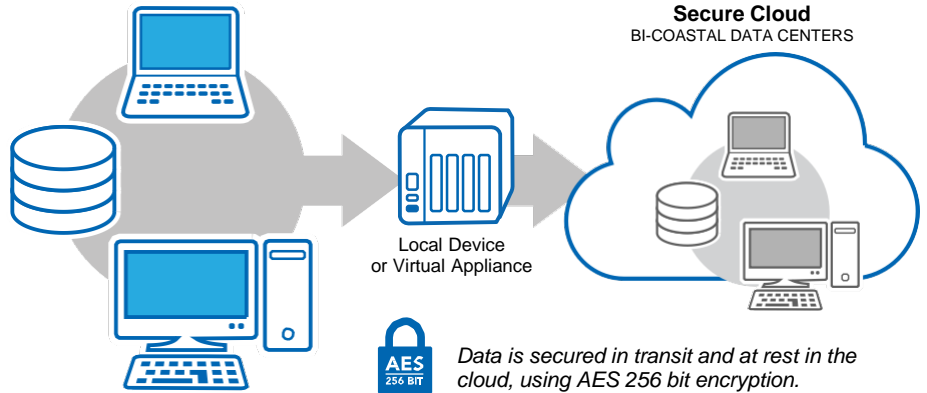 Secure Cloud
BI-COASTAL DATA CENTERS
Local Device
or Virtual Appliance
AES
256 BIT
Data is secured in transit and at rest in the
cloud, using AES 256 bit encryption.